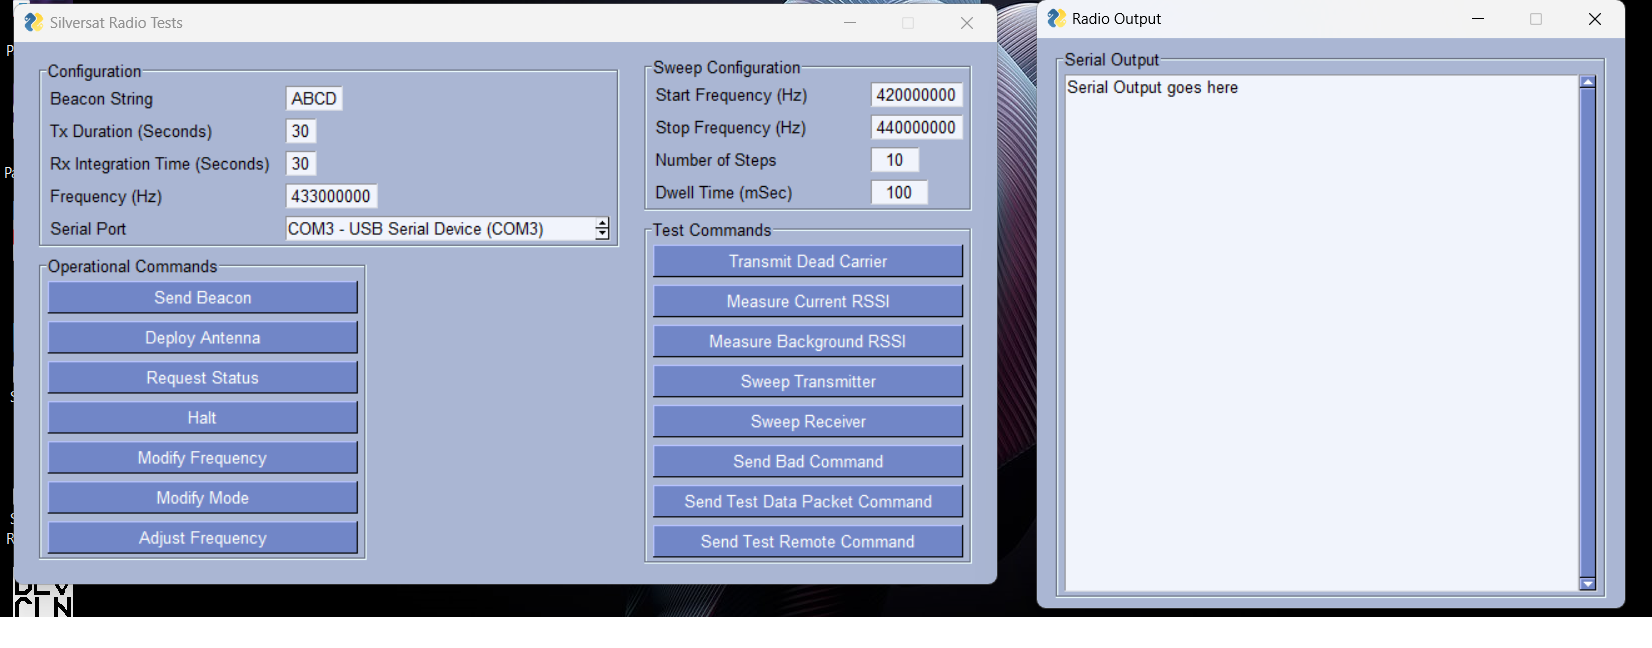 Silversat Radio Tests
Configuration
Beacon String ABCD
Tx Duration (Seconds) 30
Rx Integration Time (Seconds) 30
Frequency (Hz) 433000000
Serial Port COM3 - USB Serial Device (COM3)
Operational Commands
Send Beacon
Deploy Antenna
Request Status
Halt
Modify Frequency
Modify Mode
Adjust Frequency
Sweep Configuration
Start Frequency (Hz) 420000000
Stop Frequency (Hz) 440000000
Number of Steps 10
Dwell Time (mSec) 100
Test Commands
Transmit Dead Carrier
Measure Current RSSI
Measure Background RSSI
Sweep Transmitter
Sweep Receiver
Send Bad Command
Send Test Data Packet Command
Send Test Remote Command
Radio Output
Serial Output
Serial Output goes here